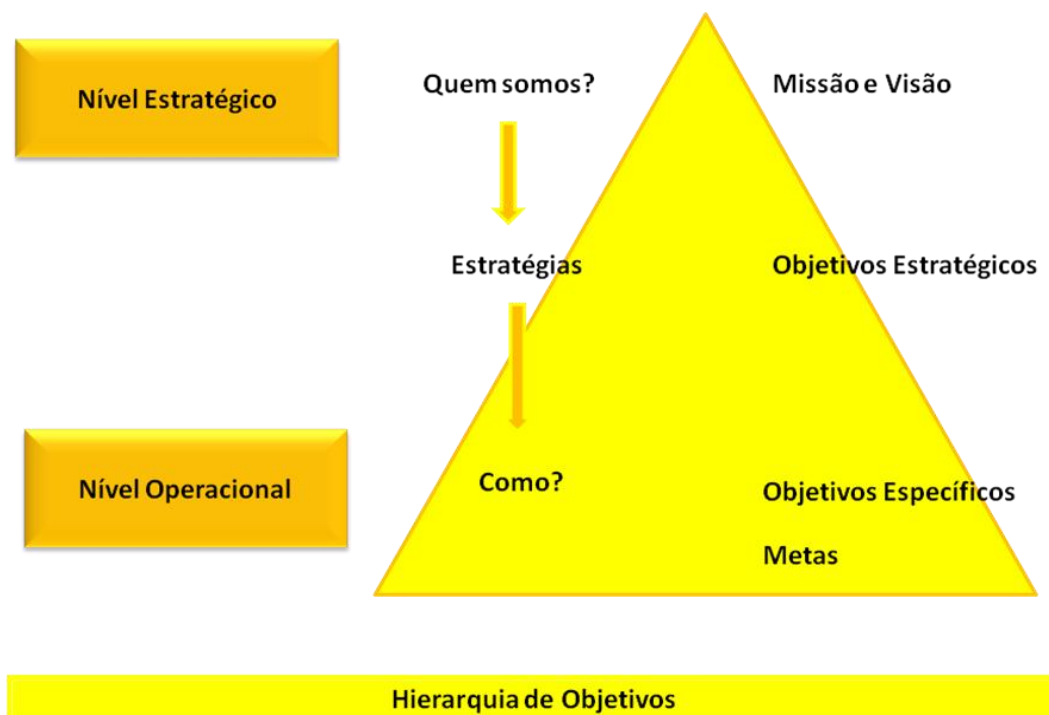 Nível Estratégico
Quem somos?
Missão e Visão
Estratégias
Objetivos Estratégicos
Nível Operacional
Como?
Objetivos Específicos
Metas
Hierarquia de Objetivos